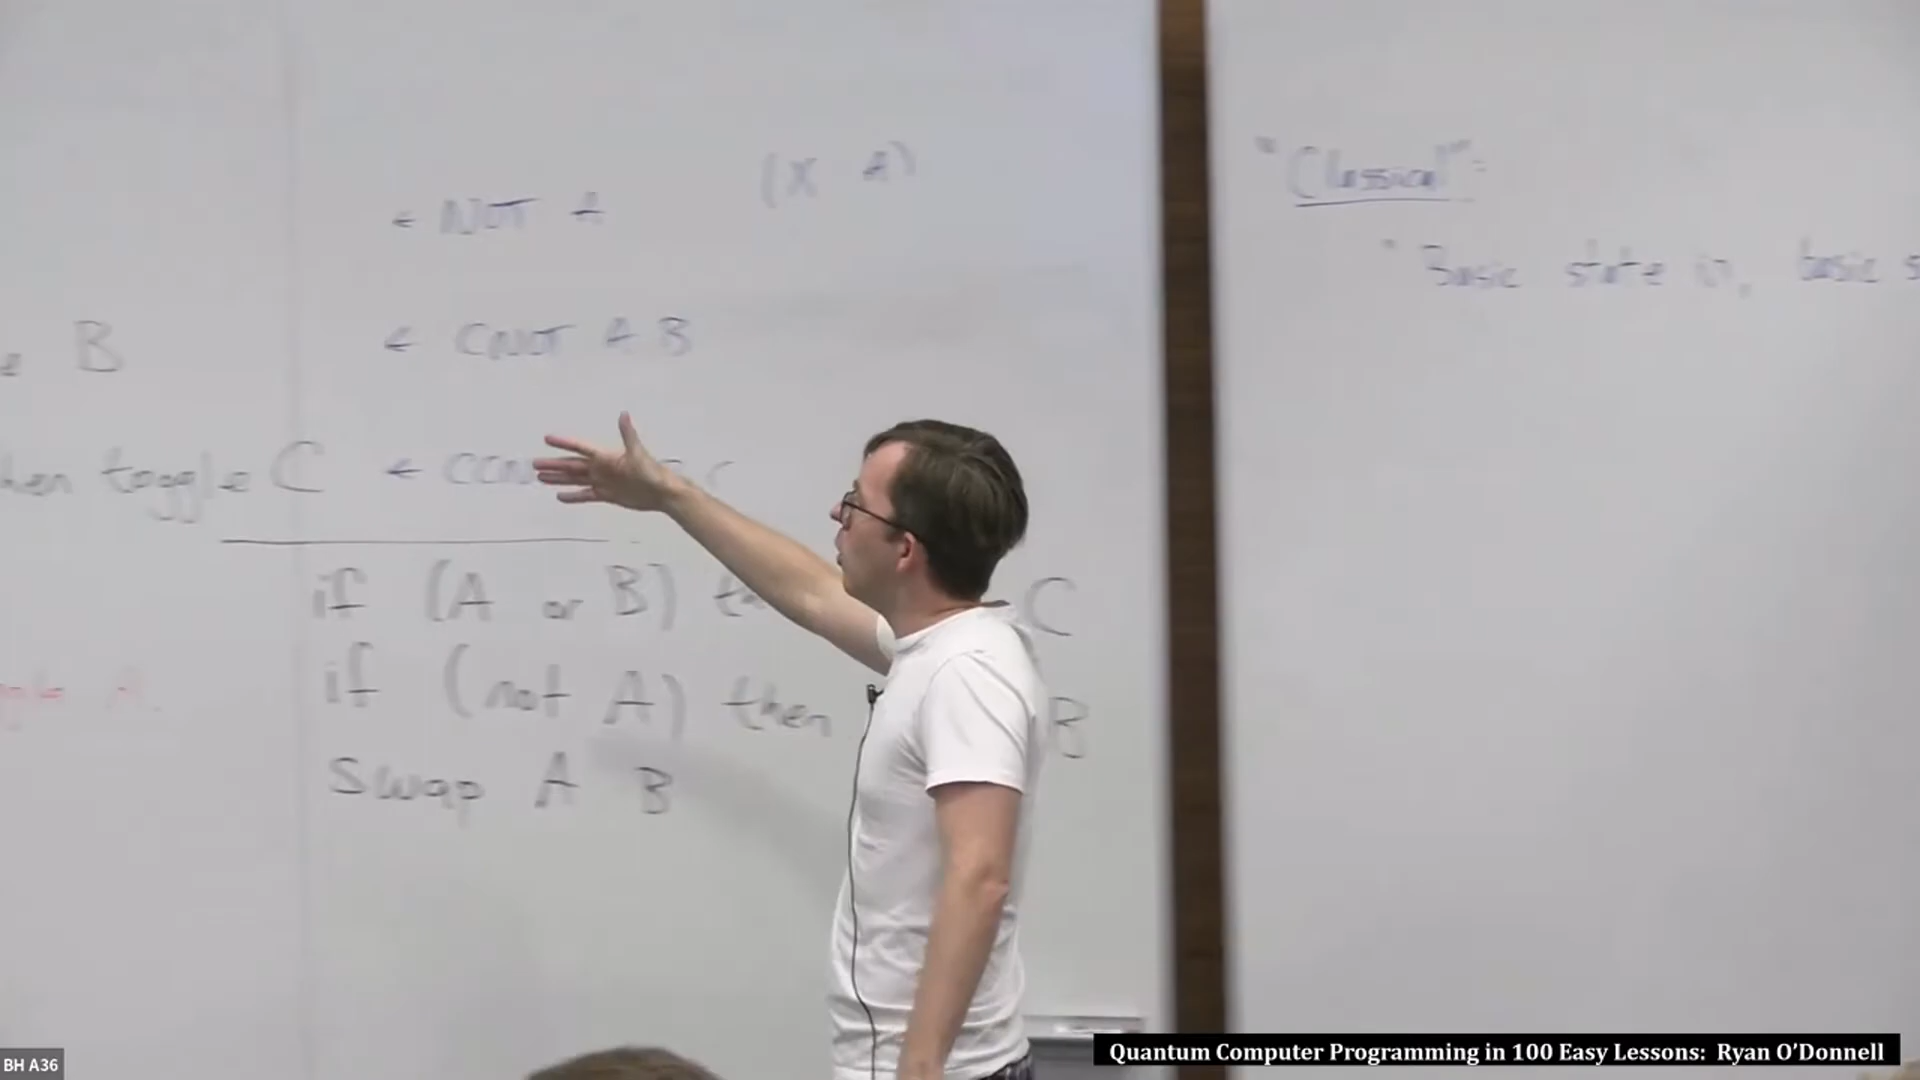 (X A)
← NOT A
B ← CNOT A B
then toggle C ← C
if (A or B) C
if (not A) then B
Swap A B
A.
"Classical":
Basic state in, basic
BH A36
Quantum Computer Programming in 100 Easy Lessons: Ryan O'Donnell